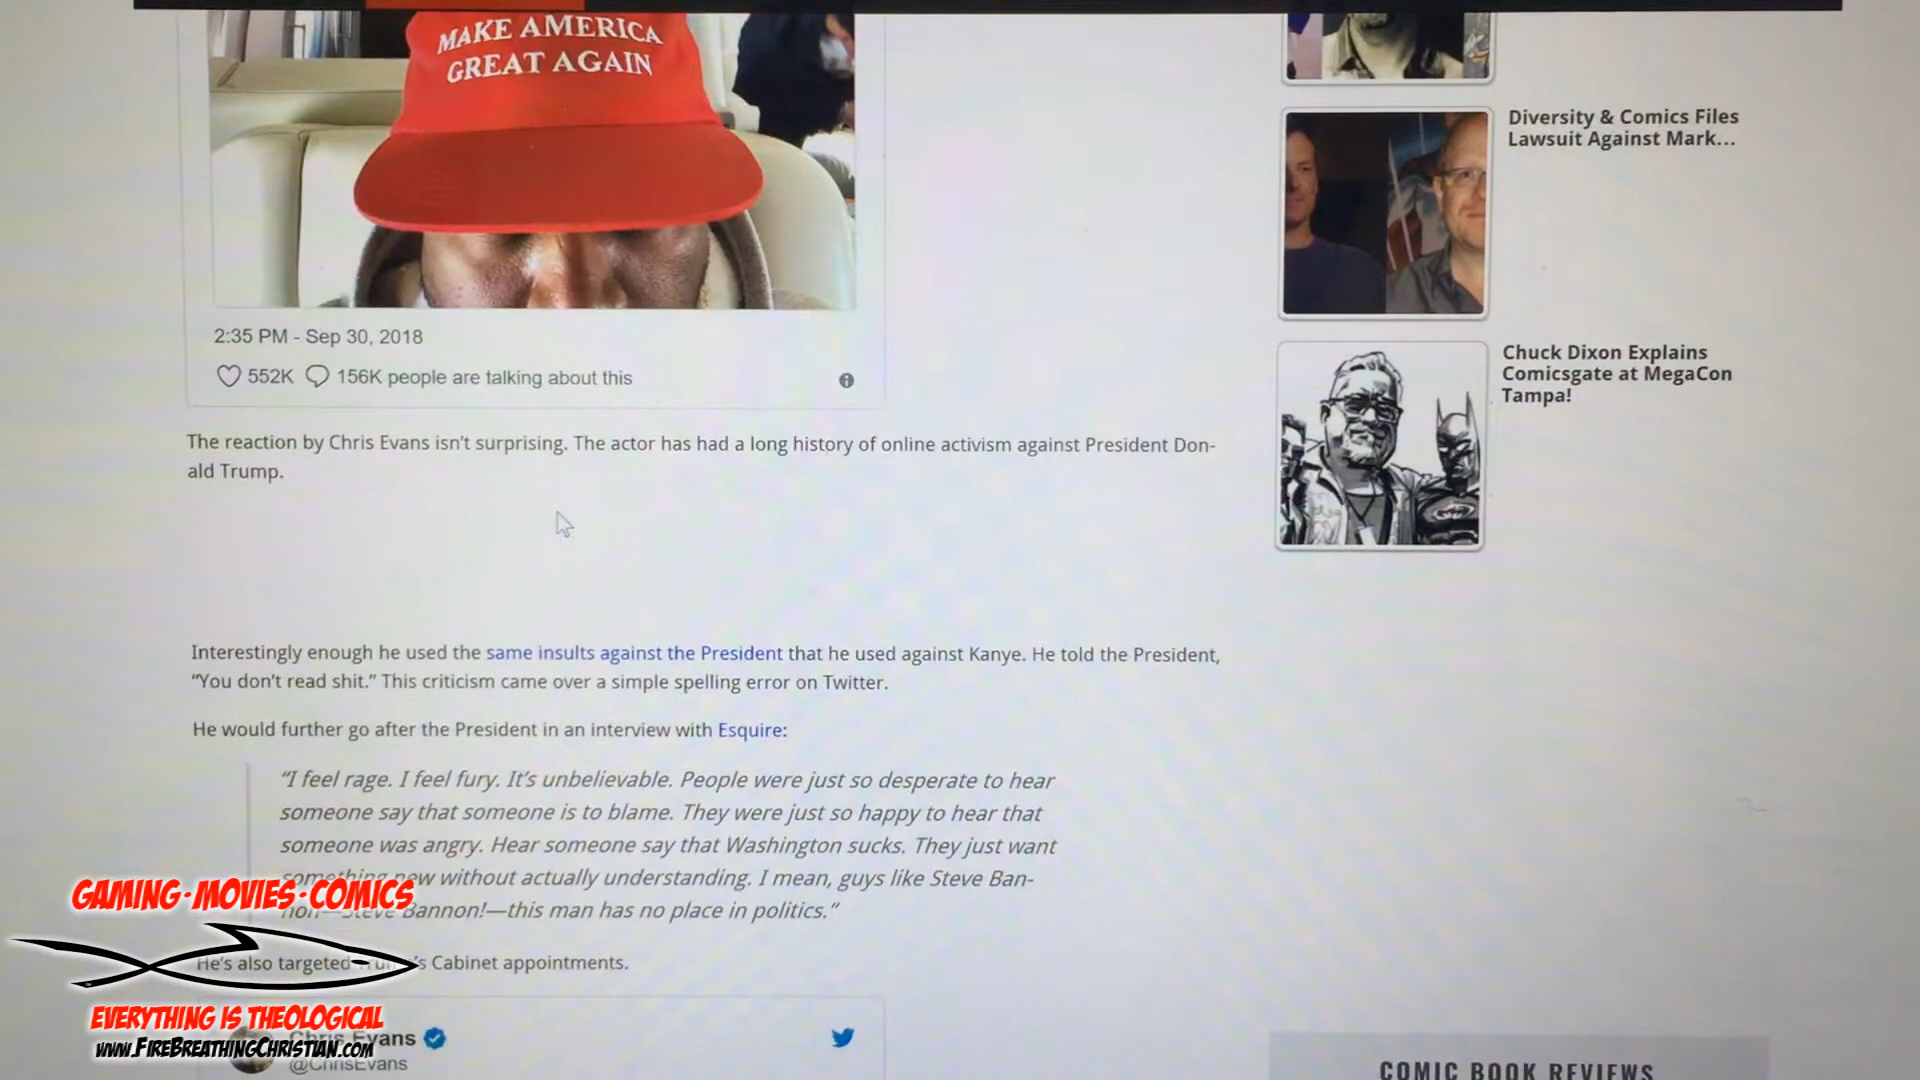 MAKE AMERICA
GREAT AGAIN
2:35 PM - Sep 30, 2018
552K 156K people are talking about this
The reaction by Chris Evans isn't surprising. The actor has had a long history of online activism against President Don-
ald Trump.
Interestingly enough he used the same insults against the President that he used against Kanye. He told the President,
"You don't read shit." This criticism came over a simple spelling error on Twitter.
He would further go after the President in an interview with Esquire:
"I feel rage. I feel fury. It's unbelievable. People were just so desperate to hear
someone say that someone is to blame. They were just so happy to hear that
someone was angry. Hear someone say that Washington sucks. They just want
something new without actually understanding. I mean, guys like Steve Ban-
non—Steve Bannon!—this man has no place in politics."
He's also targeted Trump's Cabinet appointments.
Chris Evans
@ChrisEvans
Diversity & Comics Files
Lawsuit Against Mark...
Chuck Dixon Explains
Comicsgate at MegaCon
Tampa!
COMIC BOOK REVIEWS
GAMING·MOVIES·COMICS
EVERYTHING IS THEOLOGICAL
www.FireBreathingChristian.com